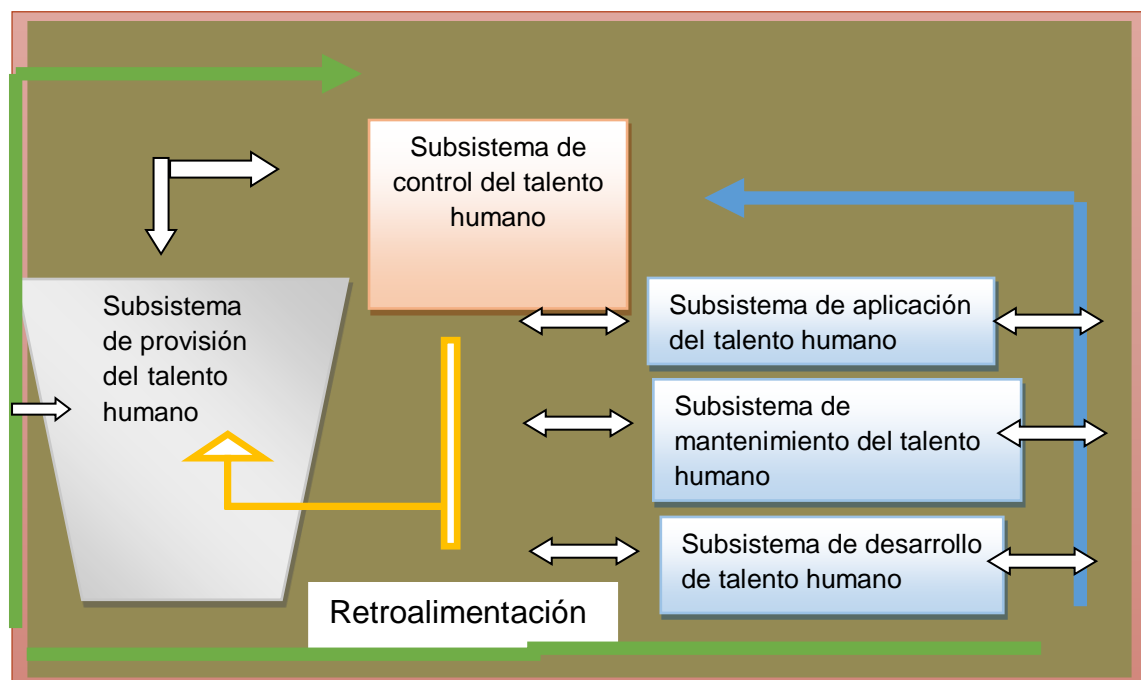 Subsistema de
control del talento
humano
Subsistema
de provisión
del talento
humano
Subsistema de aplicación
del talento humano
Subsistema de
mantenimiento del talento
humano
Subsistema de desarrollo
de talento humano
Retroalimentación